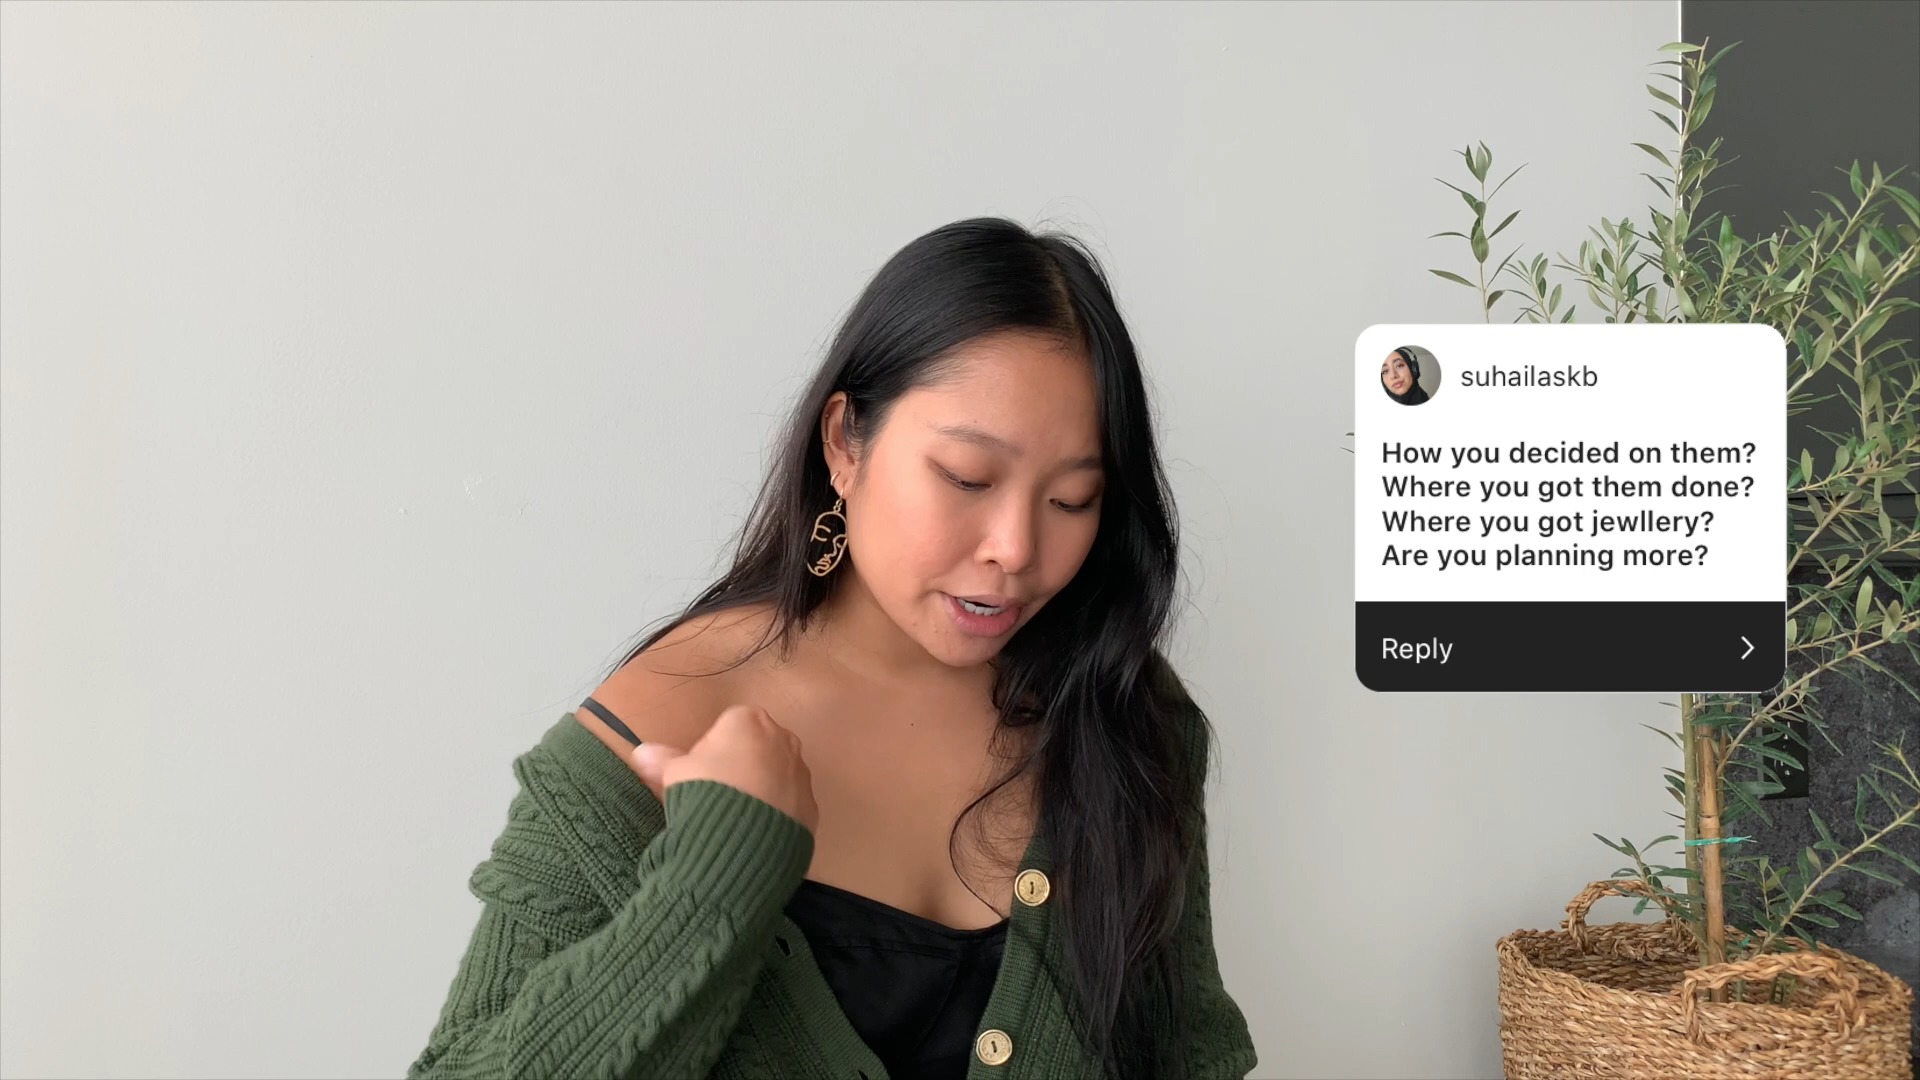 suhailaskb
How you decided on them?
Where you got them done?
Where you got jewllery?
Are you planning more?
Reply